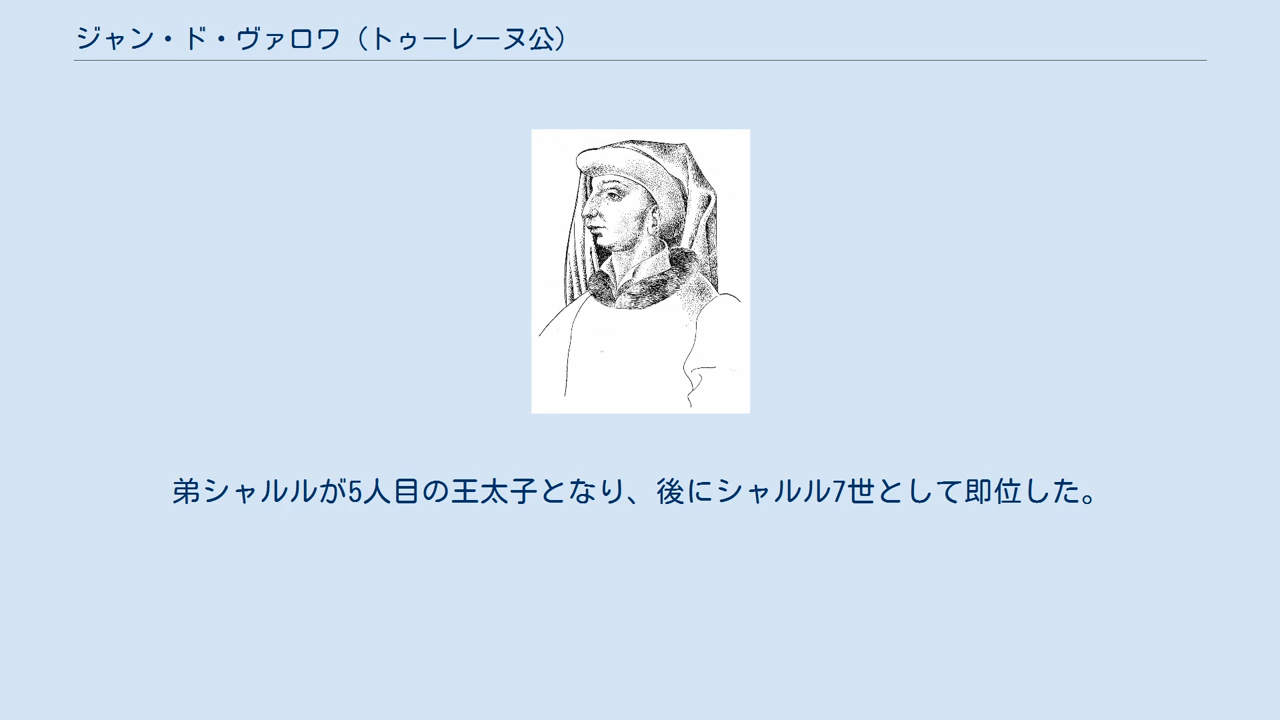 ジャン・ド・ヴァロワ（トゥーレーヌ公）
弟シャルルが5人目の王太子となり、後にシャルル7世として即位した。